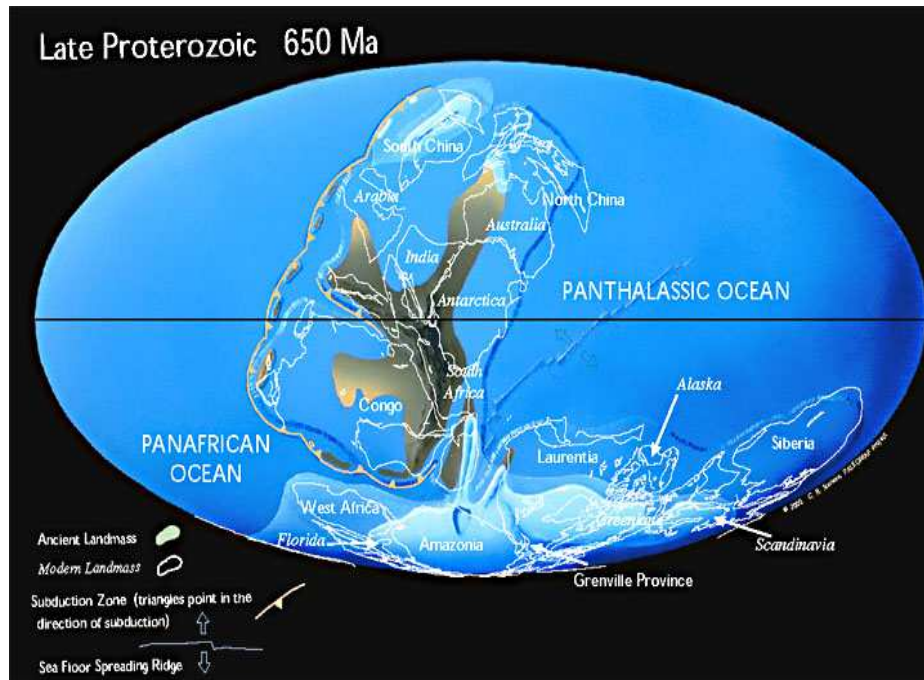 Late Proterozoic 650 Ma
South China
Arabia
North China
Australia
India
Antarctica
PANTHALASSIC OCEAN
South
Africa
Alaska
Congo
PANAFRICAN
OCEAN
Laurentia
Siberia
West Africa
Greenland
Florida
Amazonia
Scandinavia
Grenville Province
Ancient Landmass
Modern Landmass
Subduction Zone (triangles point in the
direction of subduction)
Sea Floor Spreading Ridge